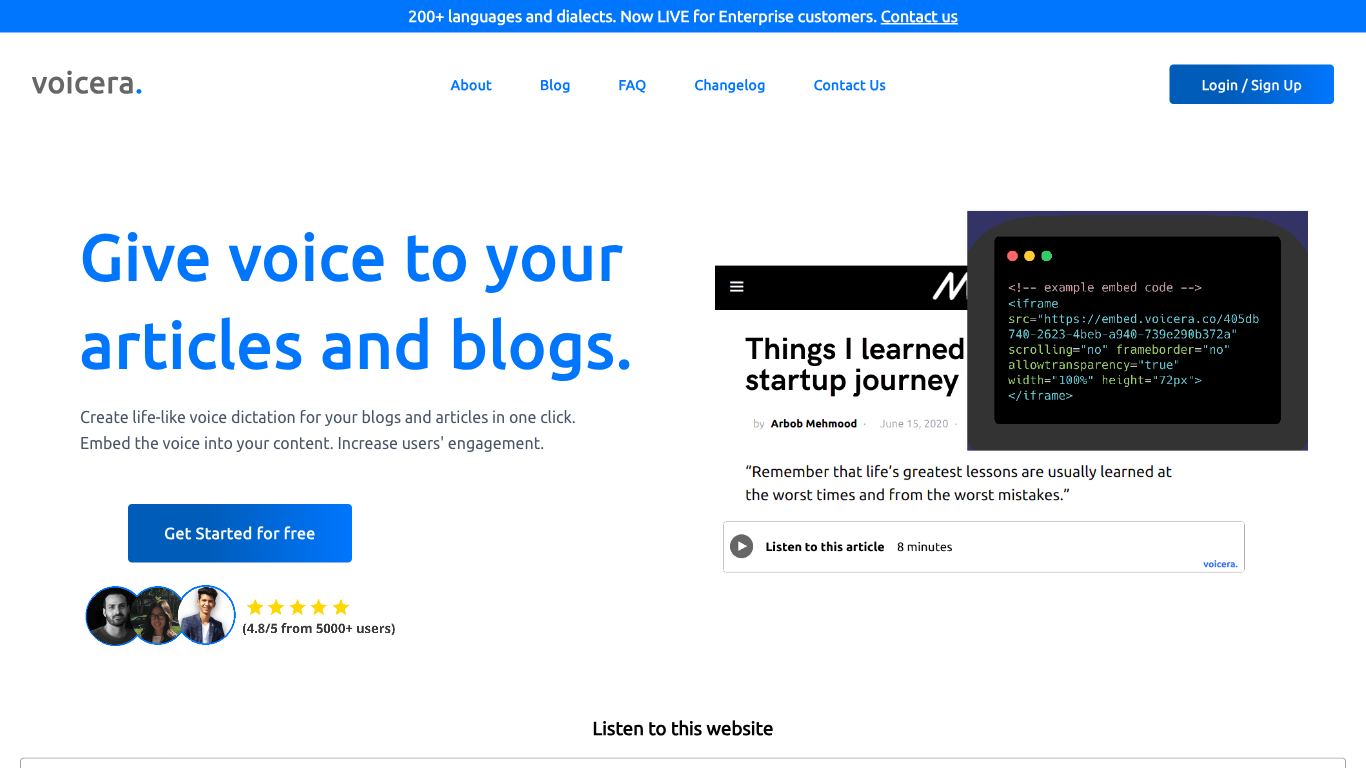 200+ languages and dialects. Now LIVE for Enterprise customers. Contact us
voicera.
About
Blog
FAQ
Changelog
Contact Us
Login / Sign Up
Give voice to your
articles and blogs.
Create life-like voice dictation for your blogs and articles in one click.
Embed the voice into your content. Increase users' engagement.
Get Started for free
(4.8/5 from 5000+ users)
Things I learned
startup journey
by Arbob Mehmood · June 15, 2020 ·
<!-- example embed code -->
<iframe
src="https://embed.voicera.co/405db
740-2623-4beb-a940-739e290b372a"
scrolling="no" frameborder="no"
allowtransparency="true"
width="100%" height="72px">
</iframe>
“Remember that life’s greatest lessons are usually learned at
the worst times and from the worst mistakes.”
Listen to this article 8 minutes
voicera.
Listen to this website